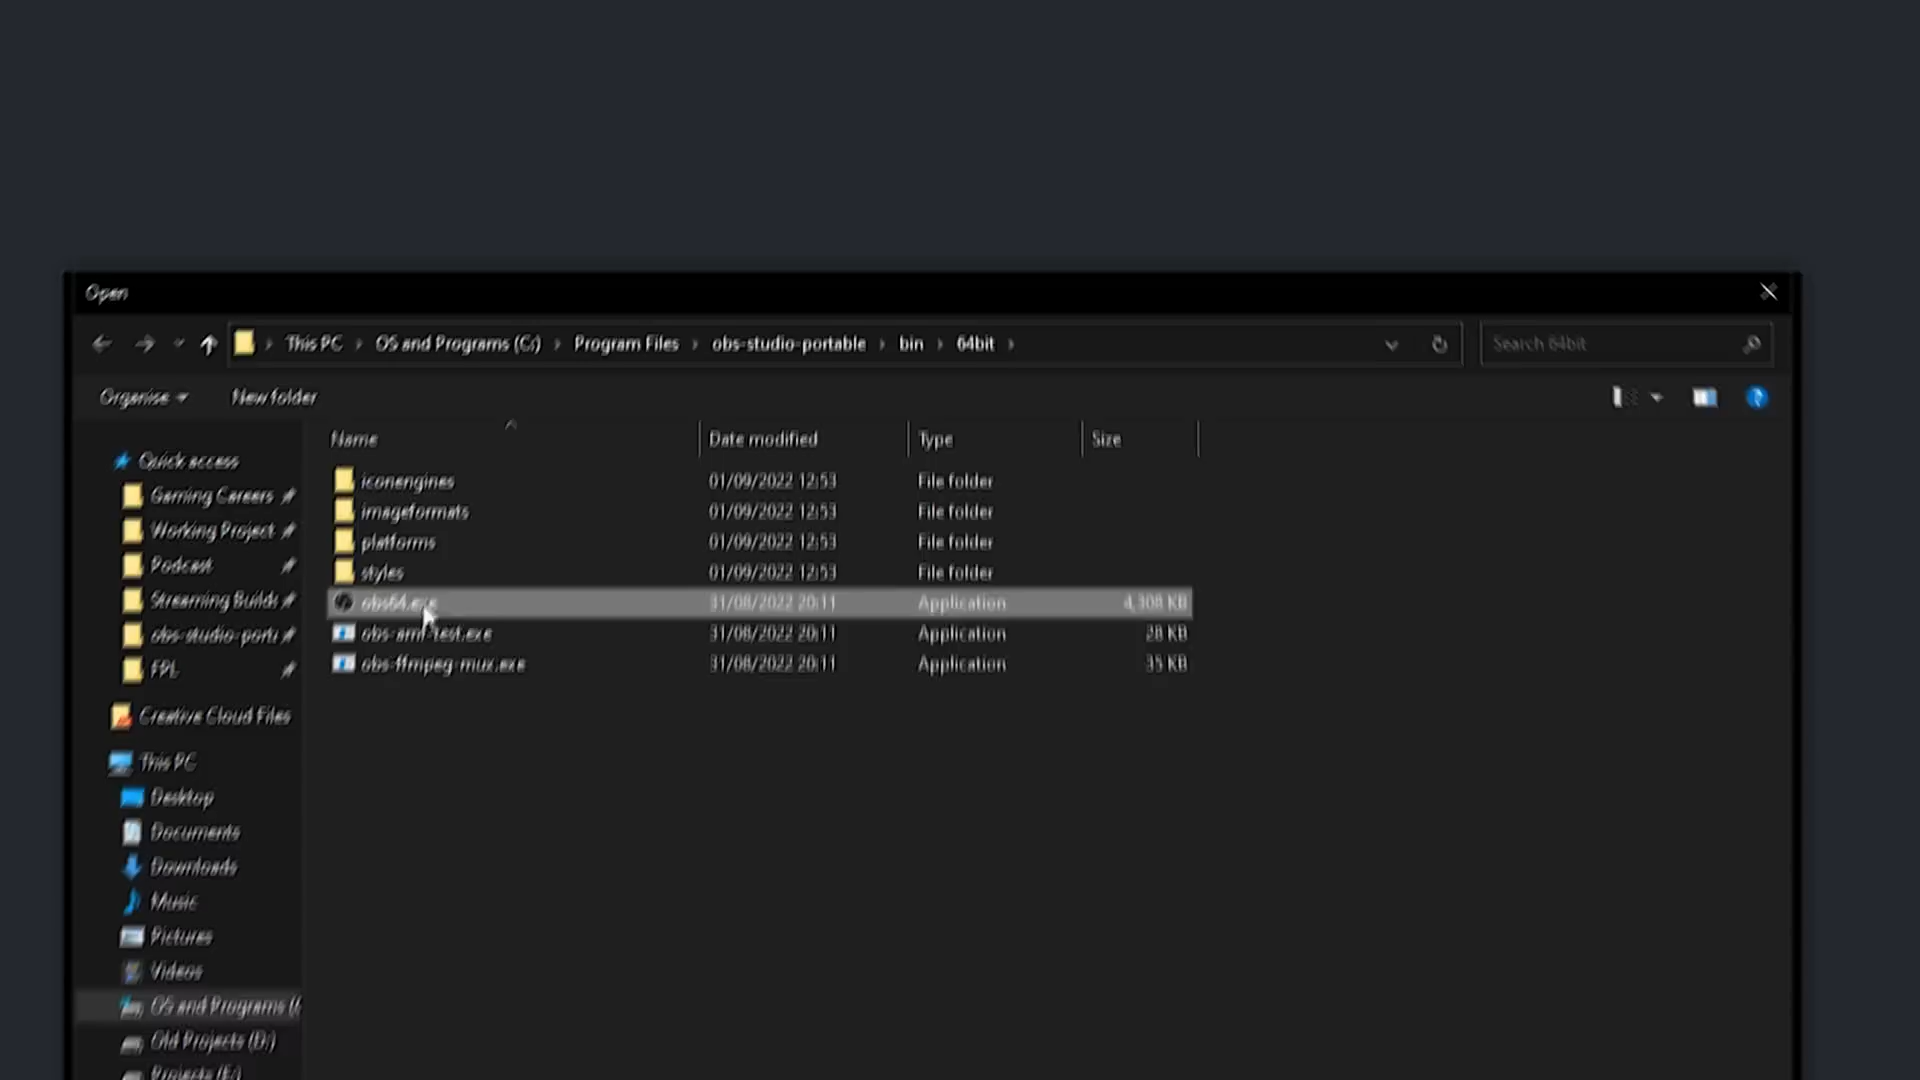 Open
This PC > OS and Programs (C:) > Program Files > obs-studio-portable > bin > 64bit >
Search 64bit
Organise
New folder
Name
Date modified
Type
Size
Quick access
Gaming Careers
Working Project
Podcast
Streaming Builds
obs-studio-porta
FPL
Creative Cloud Files
This PC
Desktop
Documents
Downloads
Music
Pictures
Videos
OS and Programs (
Old Projects (D:)
Projects (E:)
iconengines 01/09/2022 12:53 File folder
imageformats 01/09/2022 12:53 File folder
platforms 01/09/2022 12:53 File folder
styles 01/09/2022 12:53 File folder
obs64.exe 31/08/2022 20:11 Application 4,308 KB
obs-amf-test.exe 31/08/2022 20:11 Application 28 KB
obs-ffmpeg-mux.exe 31/08/2022 20:11 Application 35 KB